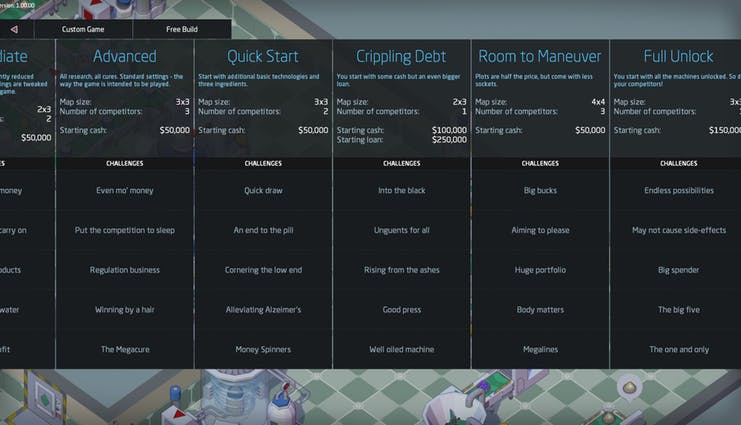 version: 1.00.00
Custom Game
Free Build
diate
ntly reduced
ings are tweaked
game.
2x3
s: 2
$50,000
ES
money
carry on
oducts
water
ofit
Advanced
All research, all cures. Standard settings - the
way the game is intended to be played.
Map size: 3x3
Number of competitors: 3
Starting cash: $50,000
CHALLENGES
Even mo' money
Put the competition to sleep
Regulation business
Winning by a hair
The Megacure
Quick Start
Start with additional basic technologies and
three ingredients.
Map size: 3x3
Number of competitors: 2
Starting cash: $50,000
CHALLENGES
Quick draw
An end to the pill
Cornering the low end
Alleviating Alzeimer's
Money Spinners
Crippling Debt
You start with some cash but an even bigger
loan.
Map size: 2x3
Number of competitors: 1
Starting cash: $100,000
Starting loan: $250,000
CHALLENGES
Into the black
Unguents for all
Rising from the ashes
Good press
Well oiled machine
Room to Maneuver
Plots are half the price, but come with less
sockets.
Map size: 4x4
Number of competitors: 3
Starting cash: $50,000
CHALLENGES
Big bucks
Aiming to please
Huge portfolio
Body matters
Megalines
Full Unlock
You start with all the machines unlocked. So d
your competitors!
Map size: 3x
Number of competitors:
Starting cash: $150,000
CHALLENGES
Endless possibilities
May not cause side-effects
Big spender
The big five
The one and only